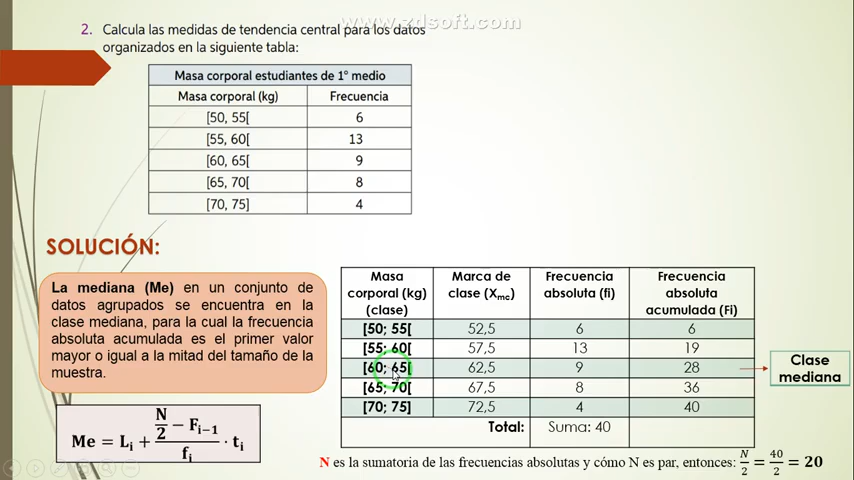 www.zdsoft.com
2. Calcula las medidas de tendencia central para los datos
organizados en la siguiente tabla:
Masa corporal estudiantes de 1° medio
Masa corporal (kg) Frecuencia
[50, 55[ 6
[55, 60[ 13
[60, 65[ 9
[65, 70[ 8
[70, 75] 4
SOLUCIÓN:
La mediana (Me) en un conjunto de
datos agrupados se encuentra en la
clase mediana, para la cual la frecuencia
absoluta acumulada es el primer valor
mayor o igual a la mitad del tamaño de la
muestra.
Me = Li + (N/2 − Fi−1)/fi · ti
Masa corporal (kg) (clase) Marca de clase (Xmc) Frecuencia absoluta (fi) Frecuencia absoluta acumulada (Fi)
[50; 55[ 52,5 6 6
[55; 60[ 57,5 13 19
[60; 65[ 62,5 9 28
[65; 70[ 67,5 8 36
[70; 75] 72,5 4 40
Total: Suma: 40
Clase
mediana
N es la sumatoria de las frecuencias absolutas y cómo N es par, entonces: N/2 = 40/2 = 20